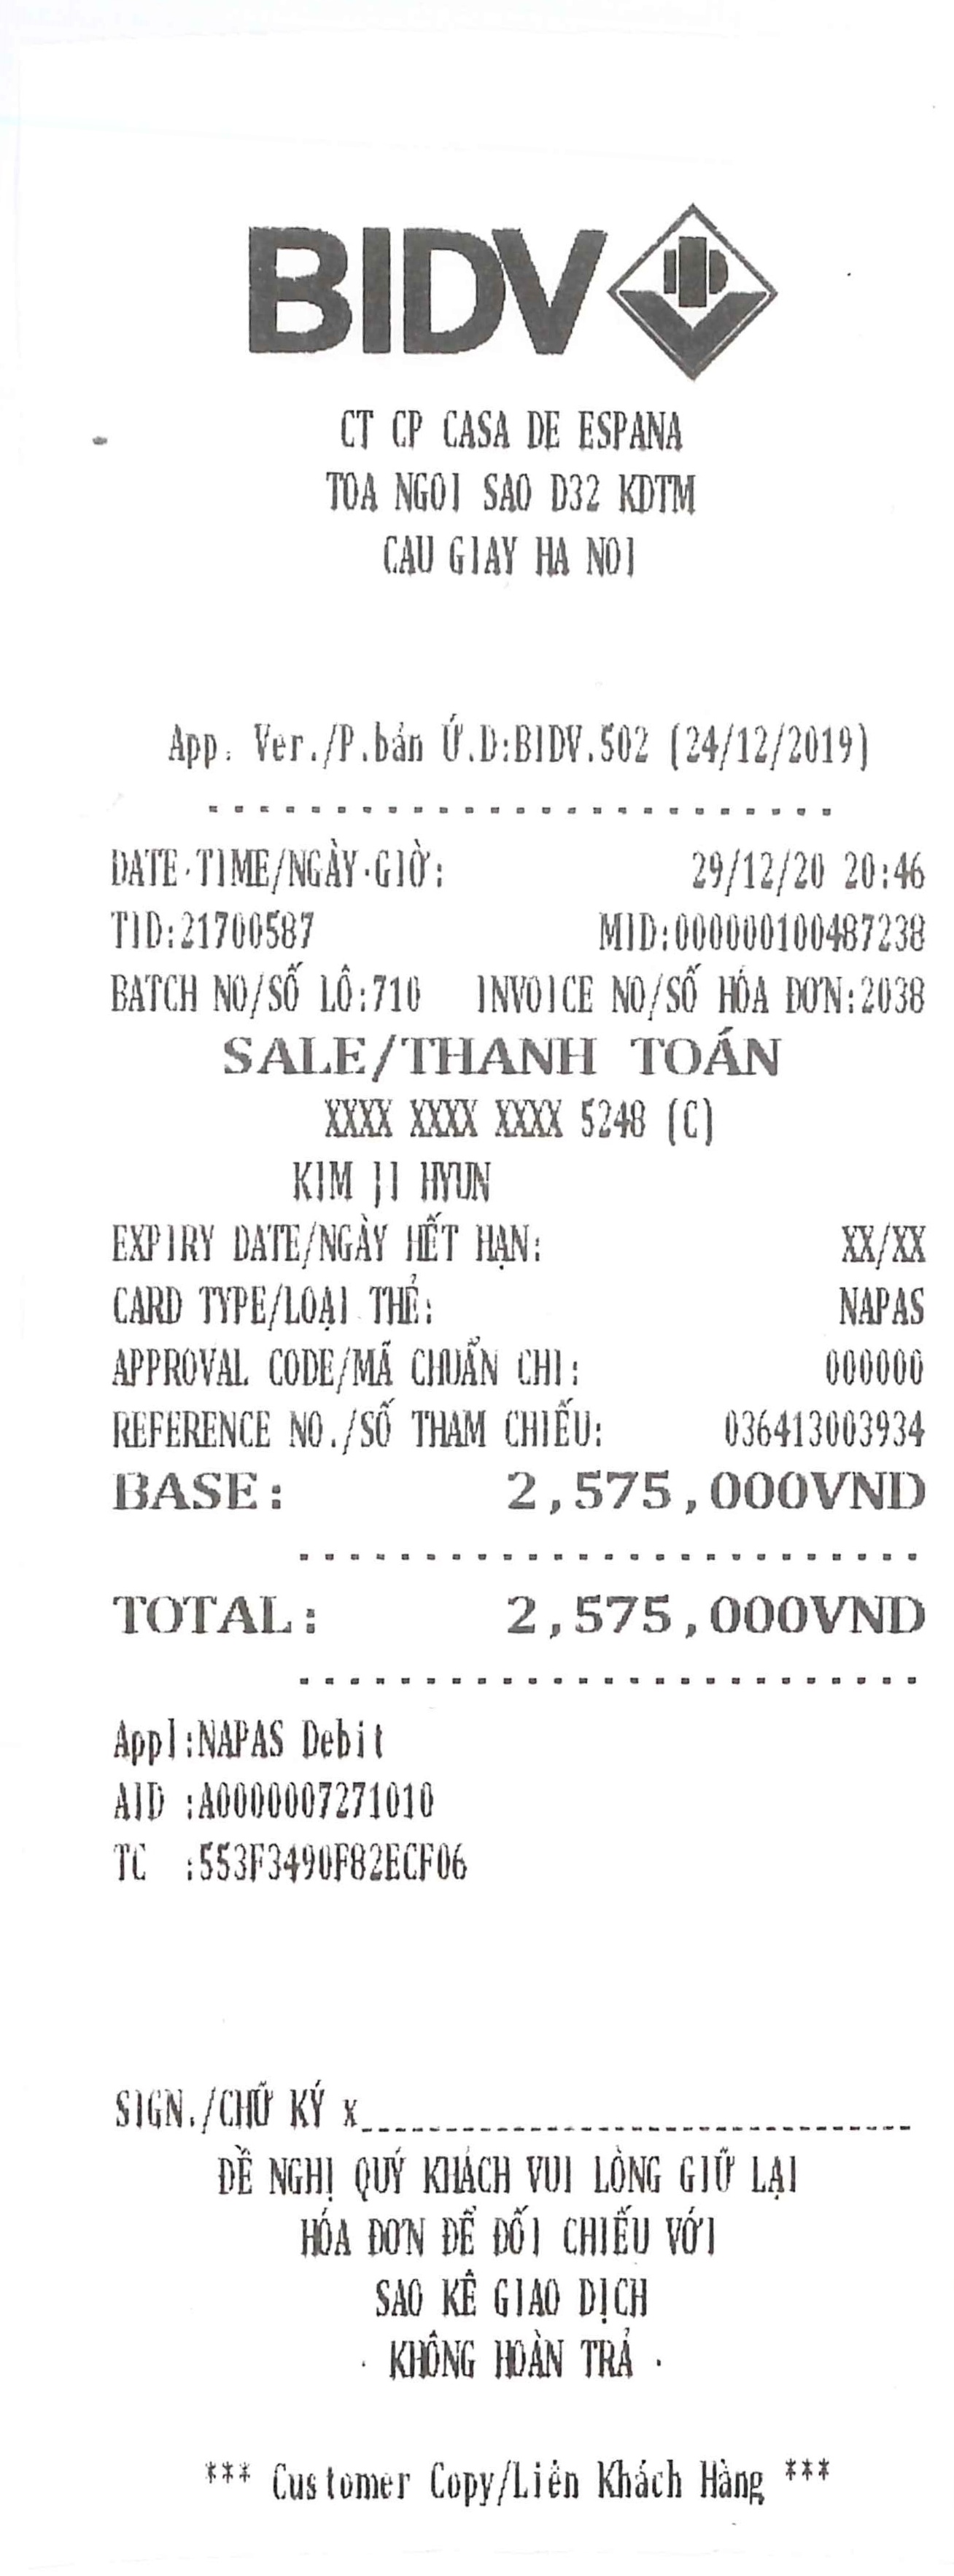 BIDV
CT CP CASA DE ESPANA
TOA NGOI SAO D32 KDTM
CAU GIAY HA NOI
App. Ver./P.bản Ứ.D:BIDV.502 (24/12/2019)
DATE-TIME/NGÀY-GIỜ: 29/12/20 20:46
TID:21700587 MID:000000100487238
BATCH NO/SỐ LÔ:710 INVOICE NO/SỐ HÓA ĐƠN:2038
SALE/THANH TOÁN
XXXX XXXX XXXX 5248 (C)
KIM JI HYUN
EXPIRY DATE/NGÀY HẾT HẠN: XX/XX
CARD TYPE/LOẠI THẺ: NAPAS
APPROVAL CODE/MÃ CHUẨN CHI: 000000
REFERENCE NO./SỐ THAM CHIẾU: 036413003934
BASE: 2,575,000VND
TOTAL: 2,575,000VND
Appl:NAPAS Debit
AID :A0000007271010
TC :553F3490F82ECF06
SIGN./CHỮ KÝ x
ĐỀ NGHỊ QUÝ KHÁCH VUI LÒNG GIỮ LẠI
HÓA ĐƠN ĐỂ ĐỐI CHIẾU VỚI
SAO KÊ GIAO DỊCH
- KHÔNG HOÀN TRẢ -
*** Customer Copy/Liên Khách Hàng ***